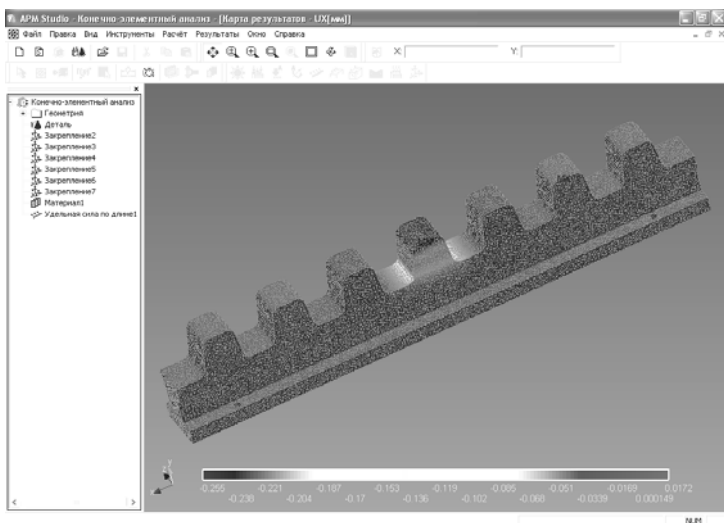 APM Studio - Конечно-элементный анализ - [Карта результатов - UX[мм]]
Файл Правка Вид Инструменты Расчёт Результаты Окно Справка
X: Y:
Конечно-элементный анализ
Геометрия
Деталь
Закрепление2
Закрепление3
Закрепление4
Закрепление5
Закрепление6
Закрепление7
Материал1
Удельная сила по длине1
-0.255 -0.221 -0.187 -0.153 -0.119 -0.085 -0.051 -0.0169 0.0172
-0.238 -0.204 -0.17 -0.136 -0.102 -0.068 -0.0339 0.000149
NUM